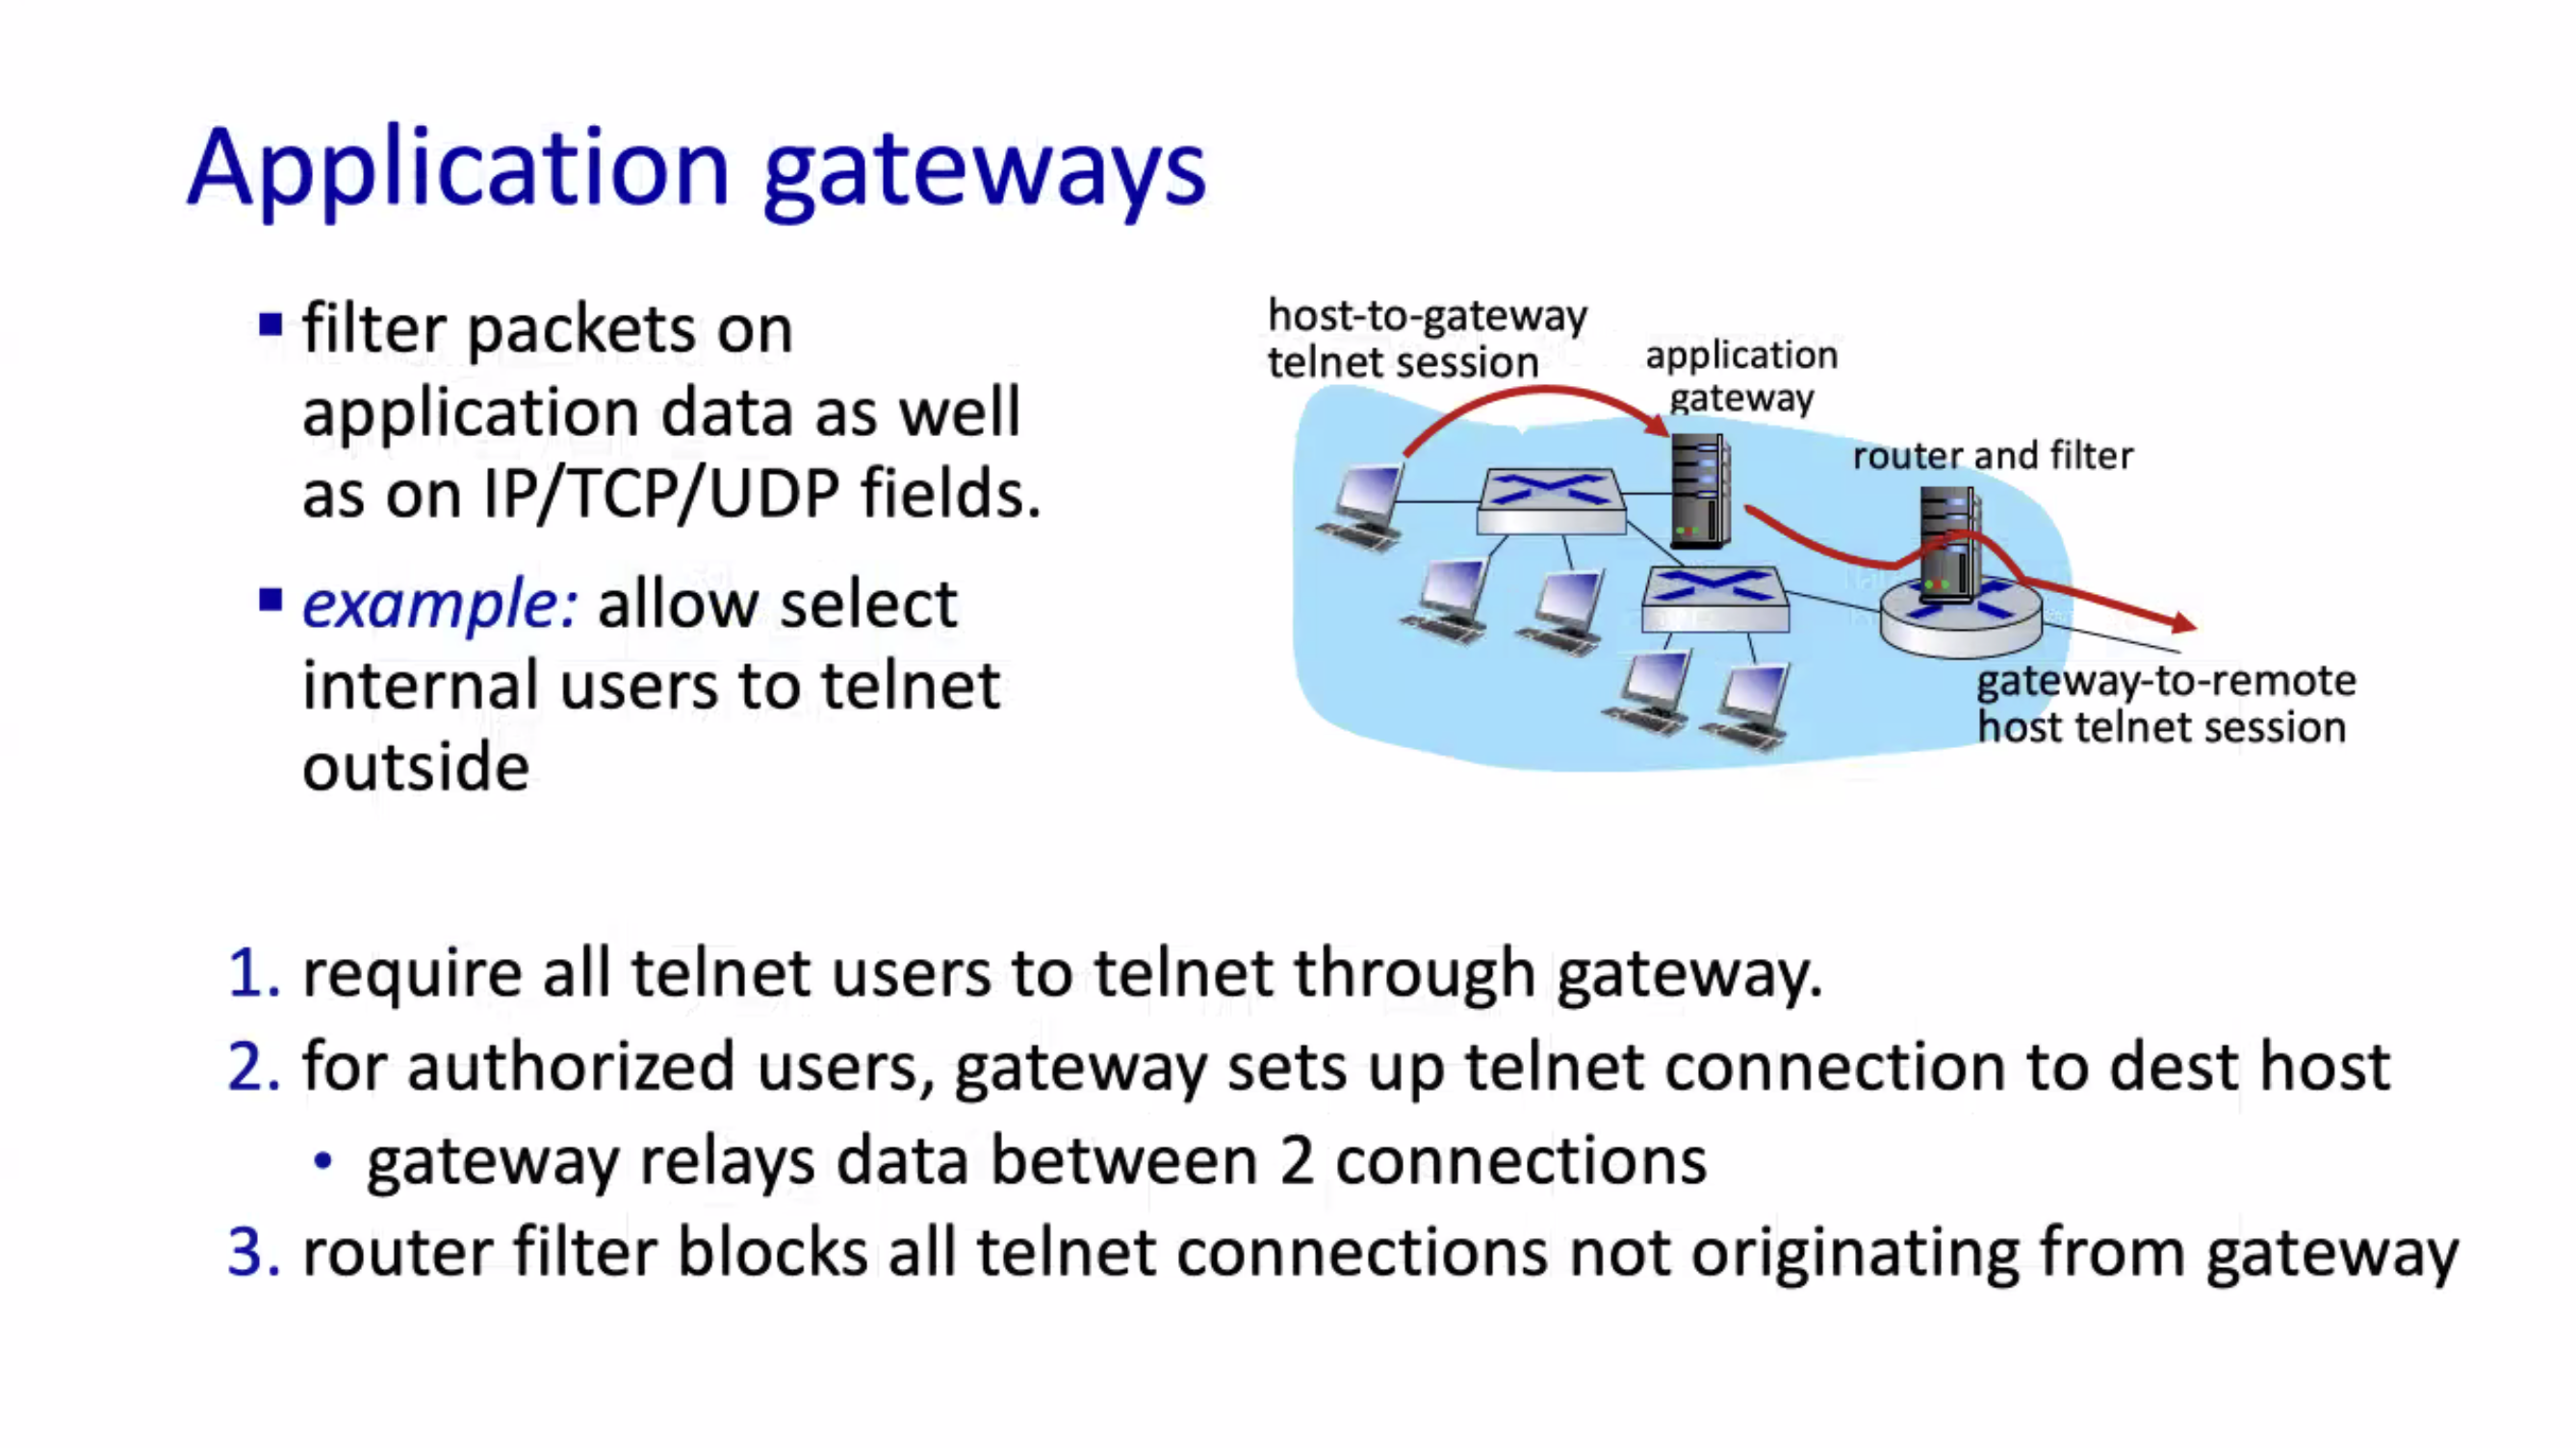 Application gateways
▪ filter packets on
application data as well
as on IP/TCP/UDP fields.
▪ example: allow select
internal users to telnet
outside
host-to-gateway
telnet session
application
gateway
router and filter
gateway-to-remote
host telnet session
1. require all telnet users to telnet through gateway.
2. for authorized users, gateway sets up telnet connection to dest host
• gateway relays data between 2 connections
3. router filter blocks all telnet connections not originating from gateway